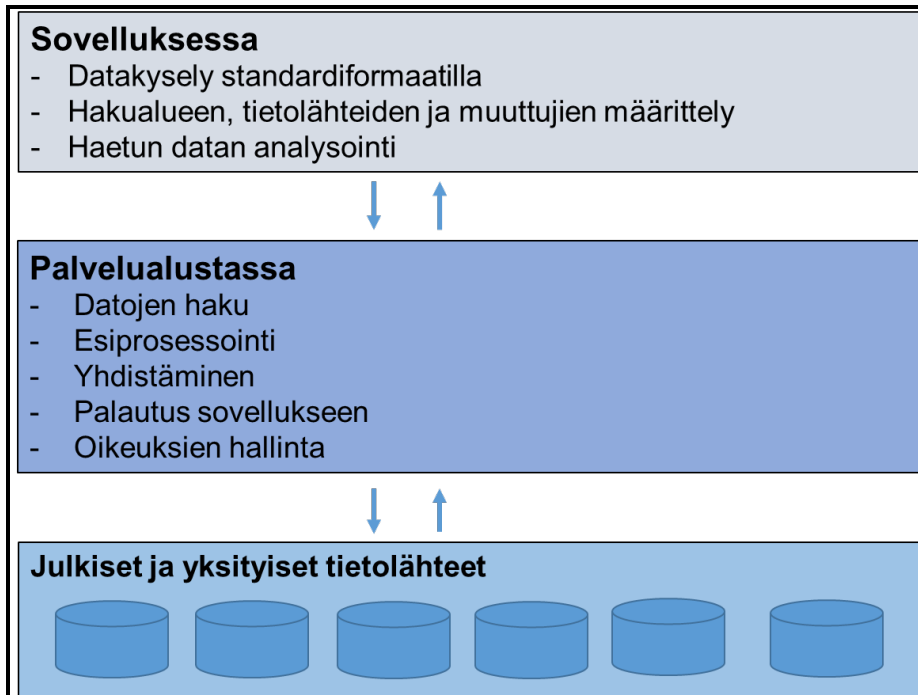 Sovelluksessa
- Datakysely standardiformaatilla
- Hakualueen, tietolähteiden ja muuttujien määrittely
- Haetun datan analysointi
Palvelualustassa
- Datojen haku
- Esiprosessointi
- Yhdistäminen
- Palautus sovellukseen
- Oikeuksien hallinta
Julkiset ja yksityiset tietolähteet